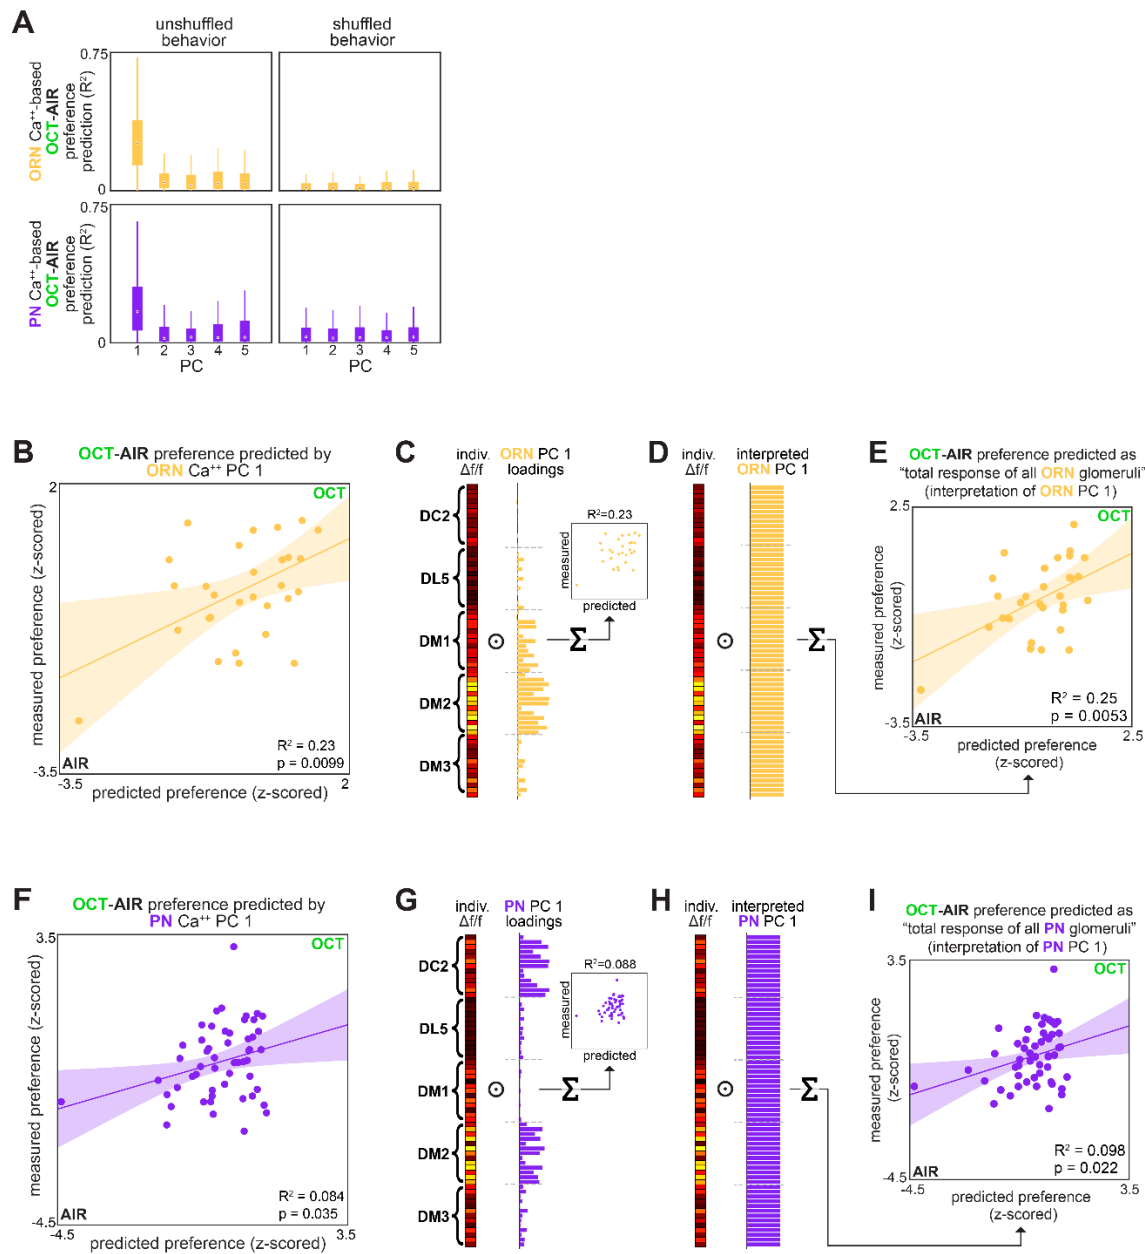 A
unshuffled
behavior
shuffled
behavior
ORN Ca++-based
OCT-AIR
preference
prediction (R²)
0.75
0
PN Ca++-based
OCT-AIR
preference
prediction (R²)
0.75
0
1 2 3 4 5
PC
1 2 3 4 5
B
OCT-AIR preference predicted by
ORN Ca++ PC 1
measured preference (z-scored)
2
OCT
R² = 0.23
p = 0.0099
AIR
-3.5
-3.5
2
predicted preference (z-scored)
C
indiv.
Δf/f
ORN PC 1
loadings
DC2
DL5
DM1
DM2
DM3
⊙
Σ
R²=0.23
measured
predicted
D
indiv.
Δf/f
interpreted
ORN PC 1
⊙
Σ
E
OCT-AIR preference predicted as
“total response of all ORN glomeruli”
(interpretation of ORN PC 1)
2.5
OCT
measured preference
(z-scored)
R² = 0.25
p = 0.0053
AIR
-3.5
-3.5
2.5
predicted preference
(z-scored)
F
OCT-AIR preference predicted by
PN Ca++ PC 1
3.5
OCT
measured preference (z-scored)
R² = 0.084
p = 0.035
AIR
-4.5
-4.5
3.5
predicted preference (z-scored)
G
indiv.
Δf/f
PN PC 1
loadings
DC2
DL5
DM1
DM2
DM3
⊙
Σ
R²=0.088
measured
predicted
H
indiv.
Δf/f
interpreted
PN PC 1
⊙
Σ
I
OCT-AIR preference predicted as
“total response of all PN glomeruli”
(interpretation of PN PC 1)
3.5
OCT
measured preference
(z-scored)
R² = 0.098
p = 0.022
AIR
-4.5
-4.5
3.5
predicted preference
(z-scored)